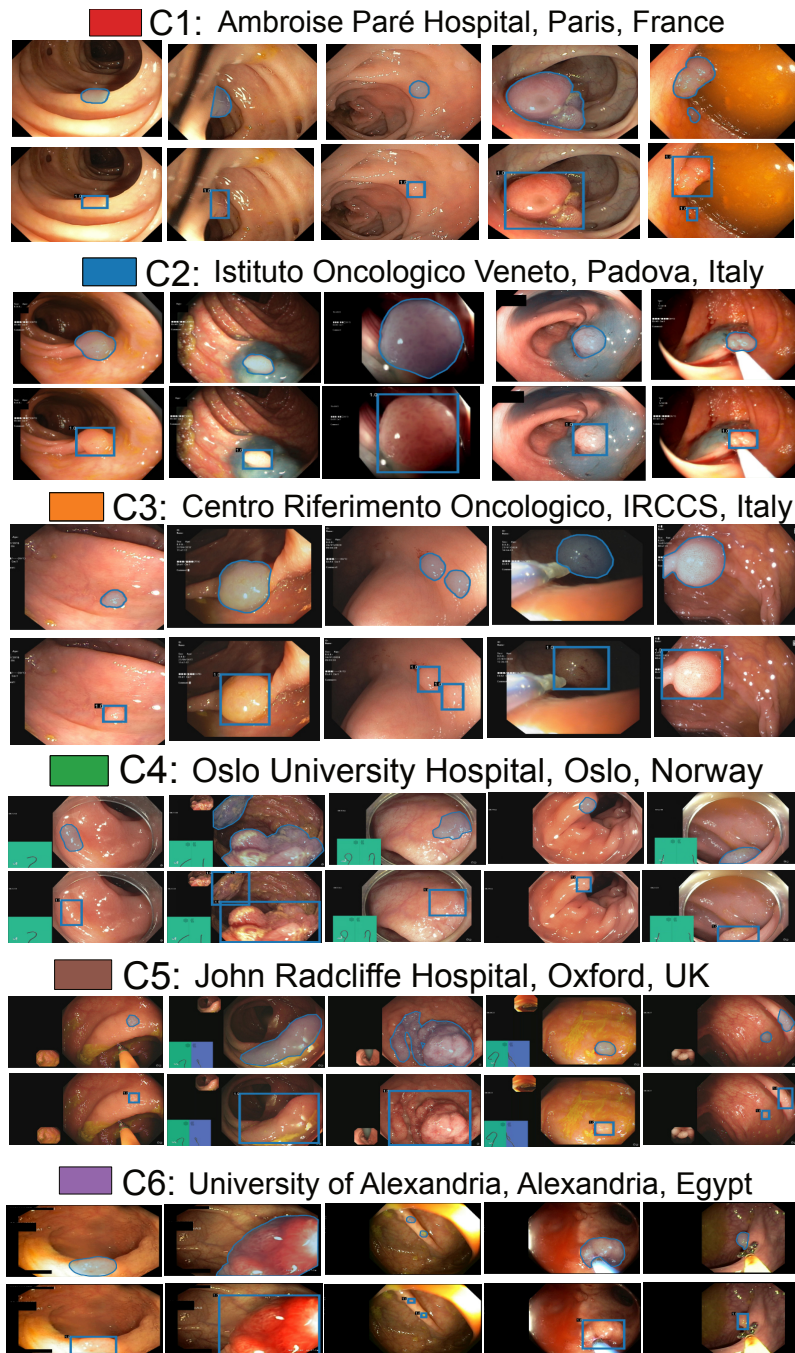 C1: Ambroise Paré Hospital, Paris, France
C2: Istituto Oncologico Veneto, Padova, Italy
C3: Centro Riferimento Oncologico, IRCCS, Italy
C4: Oslo University Hospital, Oslo, Norway
C5: John Radcliffe Hospital, Oxford, UK
C6: University of Alexandria, Alexandria, Egypt